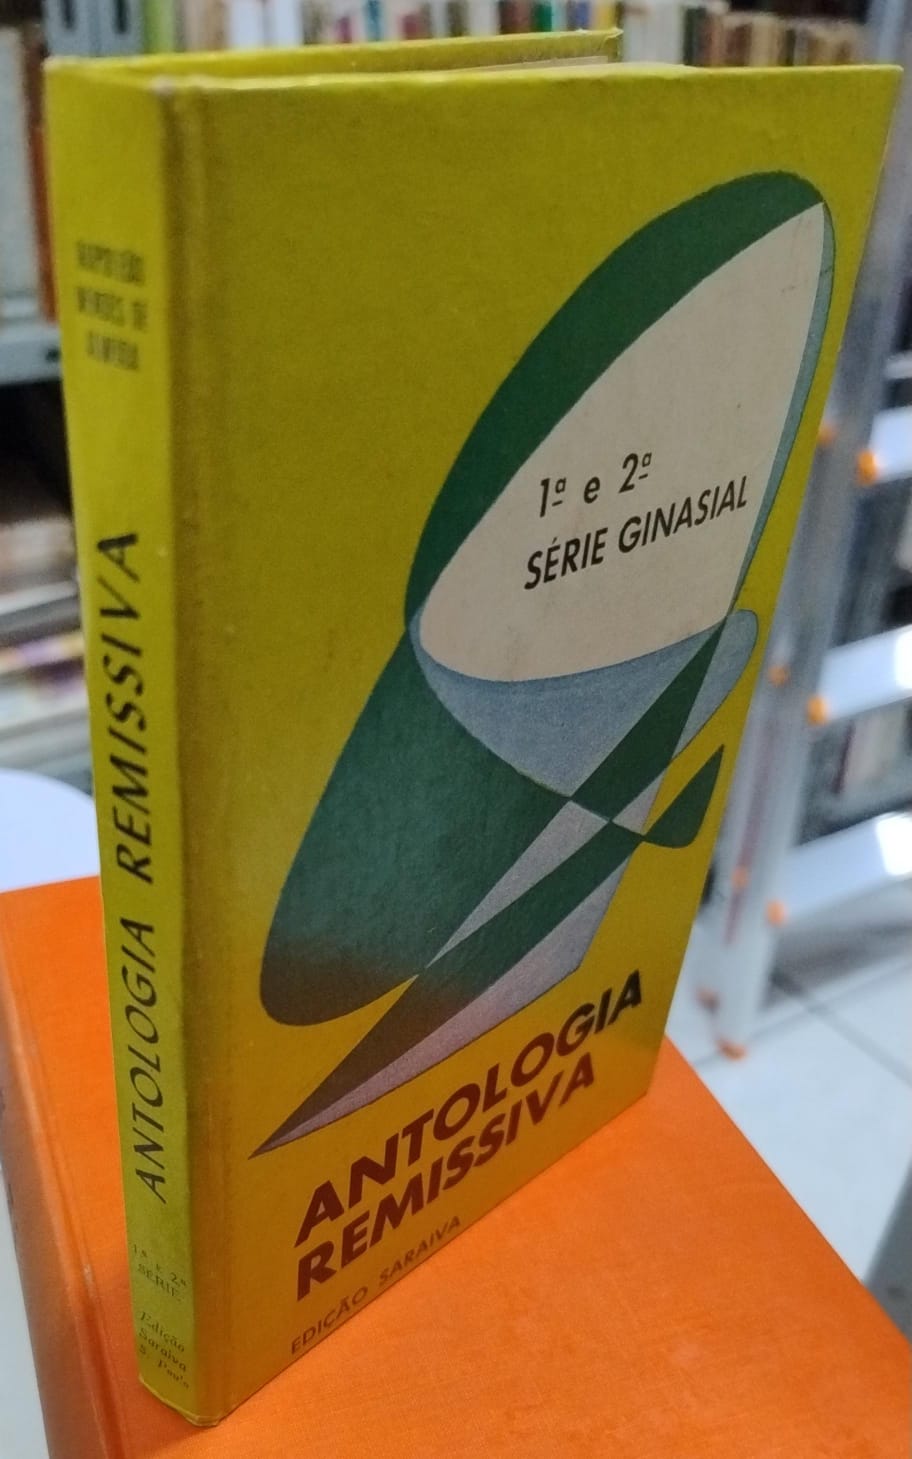 NAPOLEÃO
MENDES DE
ALMEIDA
ANTOLOGIA REMISSIVA
1ª E 2ª
SÉRIE
Edição
Saraiva
S. Paulo
1ª e 2ª
SÉRIE GINASIAL
ANTOLOGIA
REMISSIVA
EDIÇÃO SARAIVA